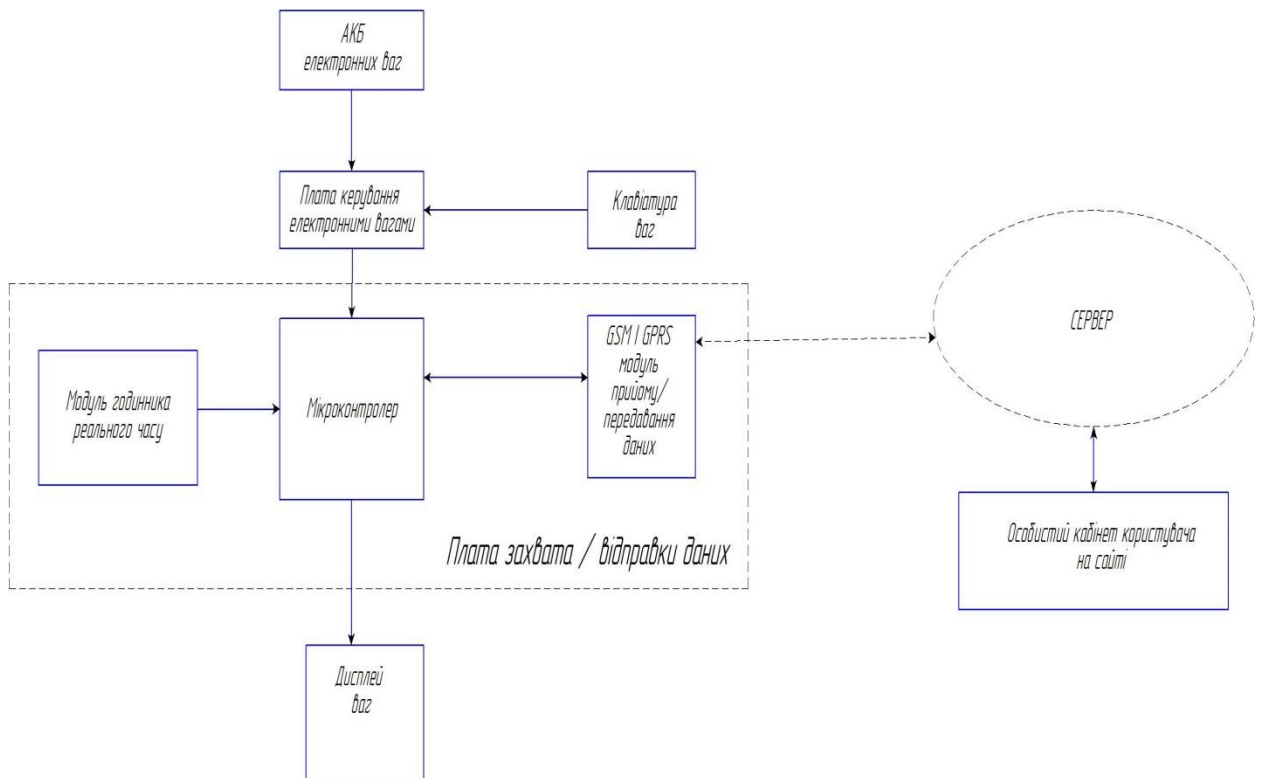 АКБ
електронних ваг
Плата керування
електронними вагами
Клавіатура
ваг
GSM I GPRS
модуль
прийому/
передавання
даних
СЕРВЕР
Модуль годинника
реального часу
Мікроконтролер
Плата захвата / відправки даних
Особистий кабінет користувача
на сайті
Дисплей
ваг